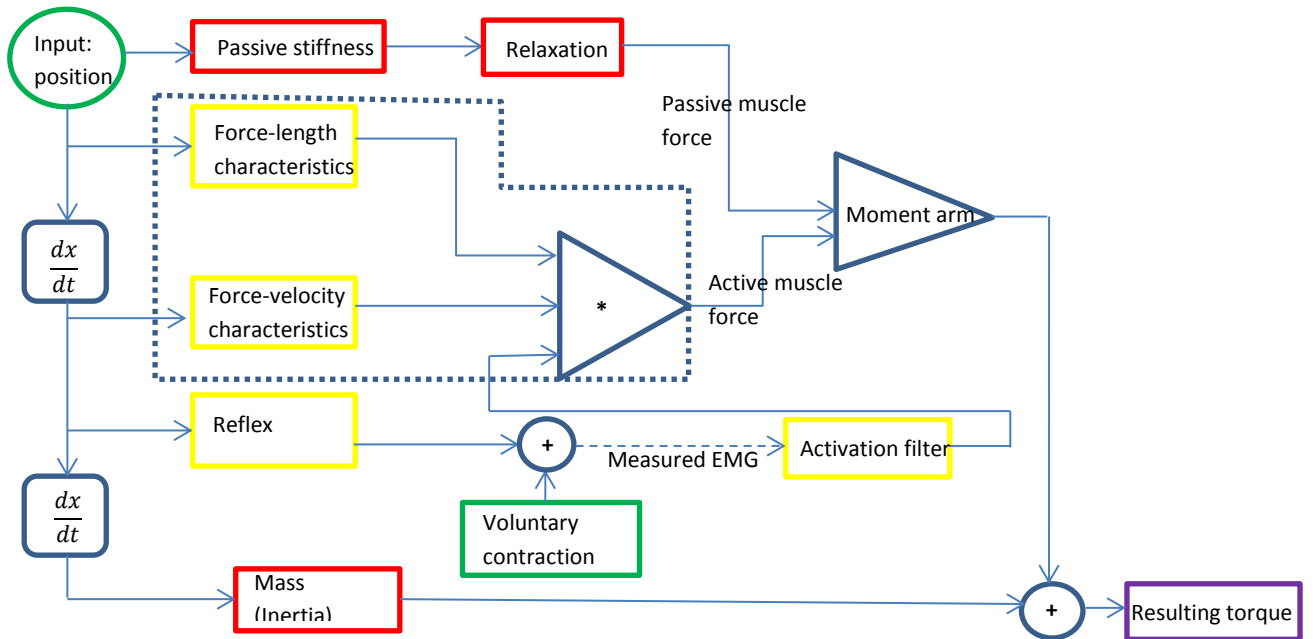 Input:
position
Passive stiffness
Relaxation
Passive muscle
force
Force-length
characteristics
Moment arm
dx
dt
Force-velocity
characteristics
*
Active muscle
force
Reflex
+
Measured EMG
Activation filter
dx
dt
Voluntary
contraction
Mass
(Inertia)
+
Resulting torque